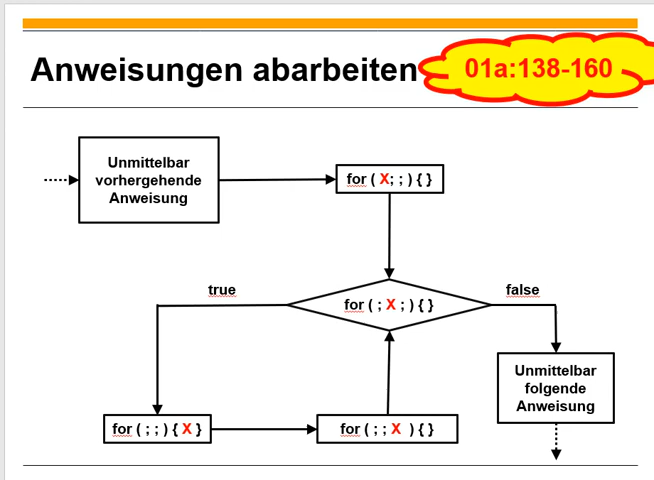 Anweisungen abarbeiten
01a:138-160
Unmittelbar
vorhergehende
Anweisung
for ( X; ; ) { }
true
for ( ; X ; ) { }
false
Unmittelbar
folgende
Anweisung
for ( ; ; ) { X }
for ( ; ; X ) { }